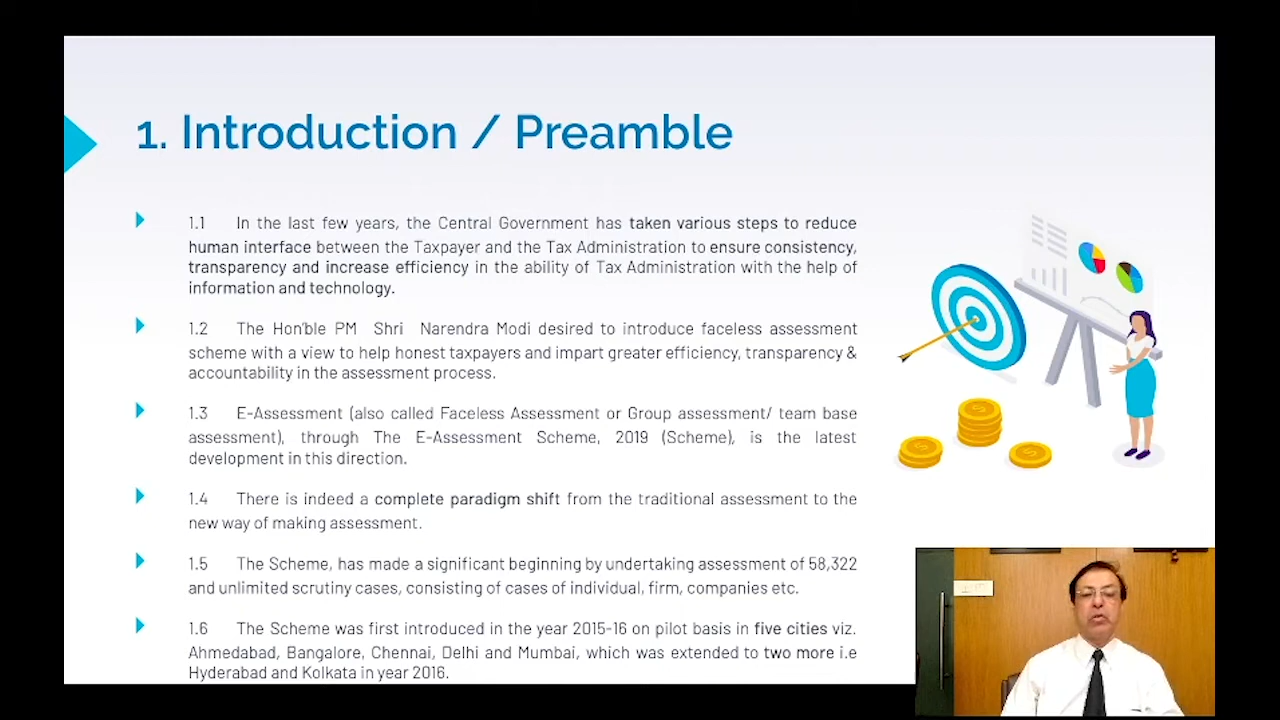 1. Introduction / Preamble
1.1 In the last few years, the Central Government has taken various steps to reduce
human interface between the Taxpayer and the Tax Administration to ensure consistency,
transparency and increase efficiency in the ability of Tax Administration with the help of
information and technology.
1.2 The Hon'ble PM Shri Narendra Modi desired to introduce faceless assessment
scheme with a view to help honest taxpayers and impart greater efficiency, transparency &
accountability in the assessment process.
1.3 E-Assessment (also called Faceless Assessment or Group assessment/ team base
assessment), through The E-Assessment Scheme, 2019 (Scheme), is the latest
development in this direction.
1.4 There is indeed a complete paradigm shift from the traditional assessment to the
new way of making assessment.
1.5 The Scheme, has made a significant beginning by undertaking assessment of 58,322
and unlimited scrutiny cases, consisting of cases of individual, firm, companies etc.
1.6 The Scheme was first introduced in the year 2015-16 on pilot basis in five cities viz.
Ahmedabad, Bangalore, Chennai, Delhi and Mumbai, which was extended to two more i.e
Hyderabad and Kolkata in year 2016.